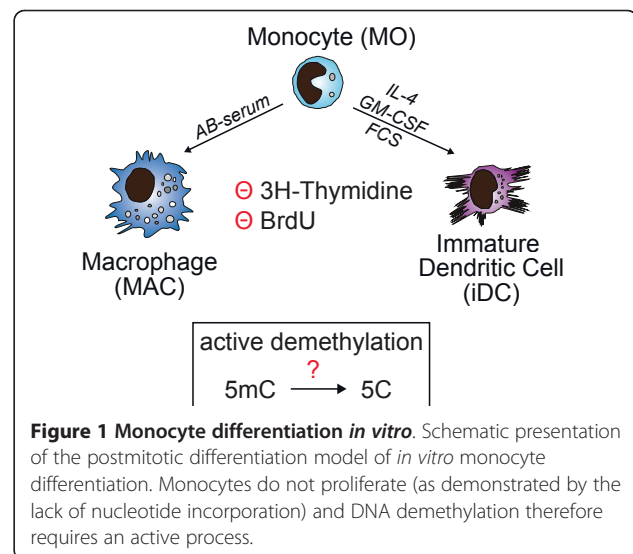 Monocyte (MO)
AB-serum
IL-4
GM-CSF
FCS
⊖ 3H-Thymidine
⊖ BrdU
Macrophage
(MAC)
Immature
Dendritic Cell
(iDC)
active demethylation
?
5mC → 5C
Figure 1 Monocyte differentiation in vitro. Schematic presentation
of the postmitotic differentiation model of in vitro monocyte
differentiation. Monocytes do not proliferate (as demonstrated by the
lack of nucleotide incorporation) and DNA demethylation therefore
requires an active process.